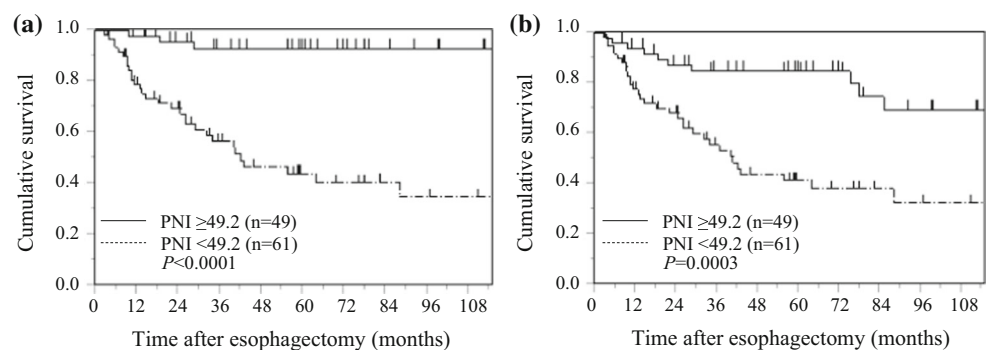 (a)
1.0
0.8
0.6
0.4
0.2
0.0
Cumulative survival
PNI ≥49.2 (n=49)
PNI <49.2 (n=61)
P<0.0001
0 12 24 36 48 60 72 84 96 108
Time after esophagectomy (months)
(b)
1.0
0.8
0.6
0.4
0.2
0.0
Cumulative survival
PNI ≥49.2 (n=49)
PNI <49.2 (n=61)
P=0.0003
0 12 24 36 48 60 72 84 96 108
Time after esophagectomy (months)